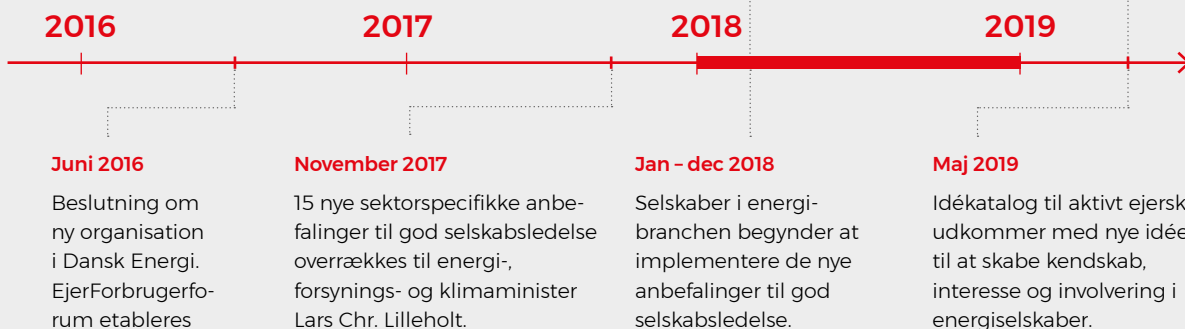 2016
2017
2018
2019
Juni 2016
Beslutning om
ny organisation
i Dansk Energi.
EjerForbrugerfo-
rum etableres
November 2017
15 nye sektorspecifikke anbe-
falinger til god selskabsledelse
overrækkes til energi-,
forsynings- og klimaminister
Lars Chr. Lilleholt.
Jan – dec 2018
Selskaber i energi-
branchen begynder at
implementere de nye
anbefalinger til god
selskabsledelse.
Maj 2019
Idékatalog til aktivt ejersk
udkommer med nye idée
til at skabe kendskab,
interesse og involvering i
energiselskaber.